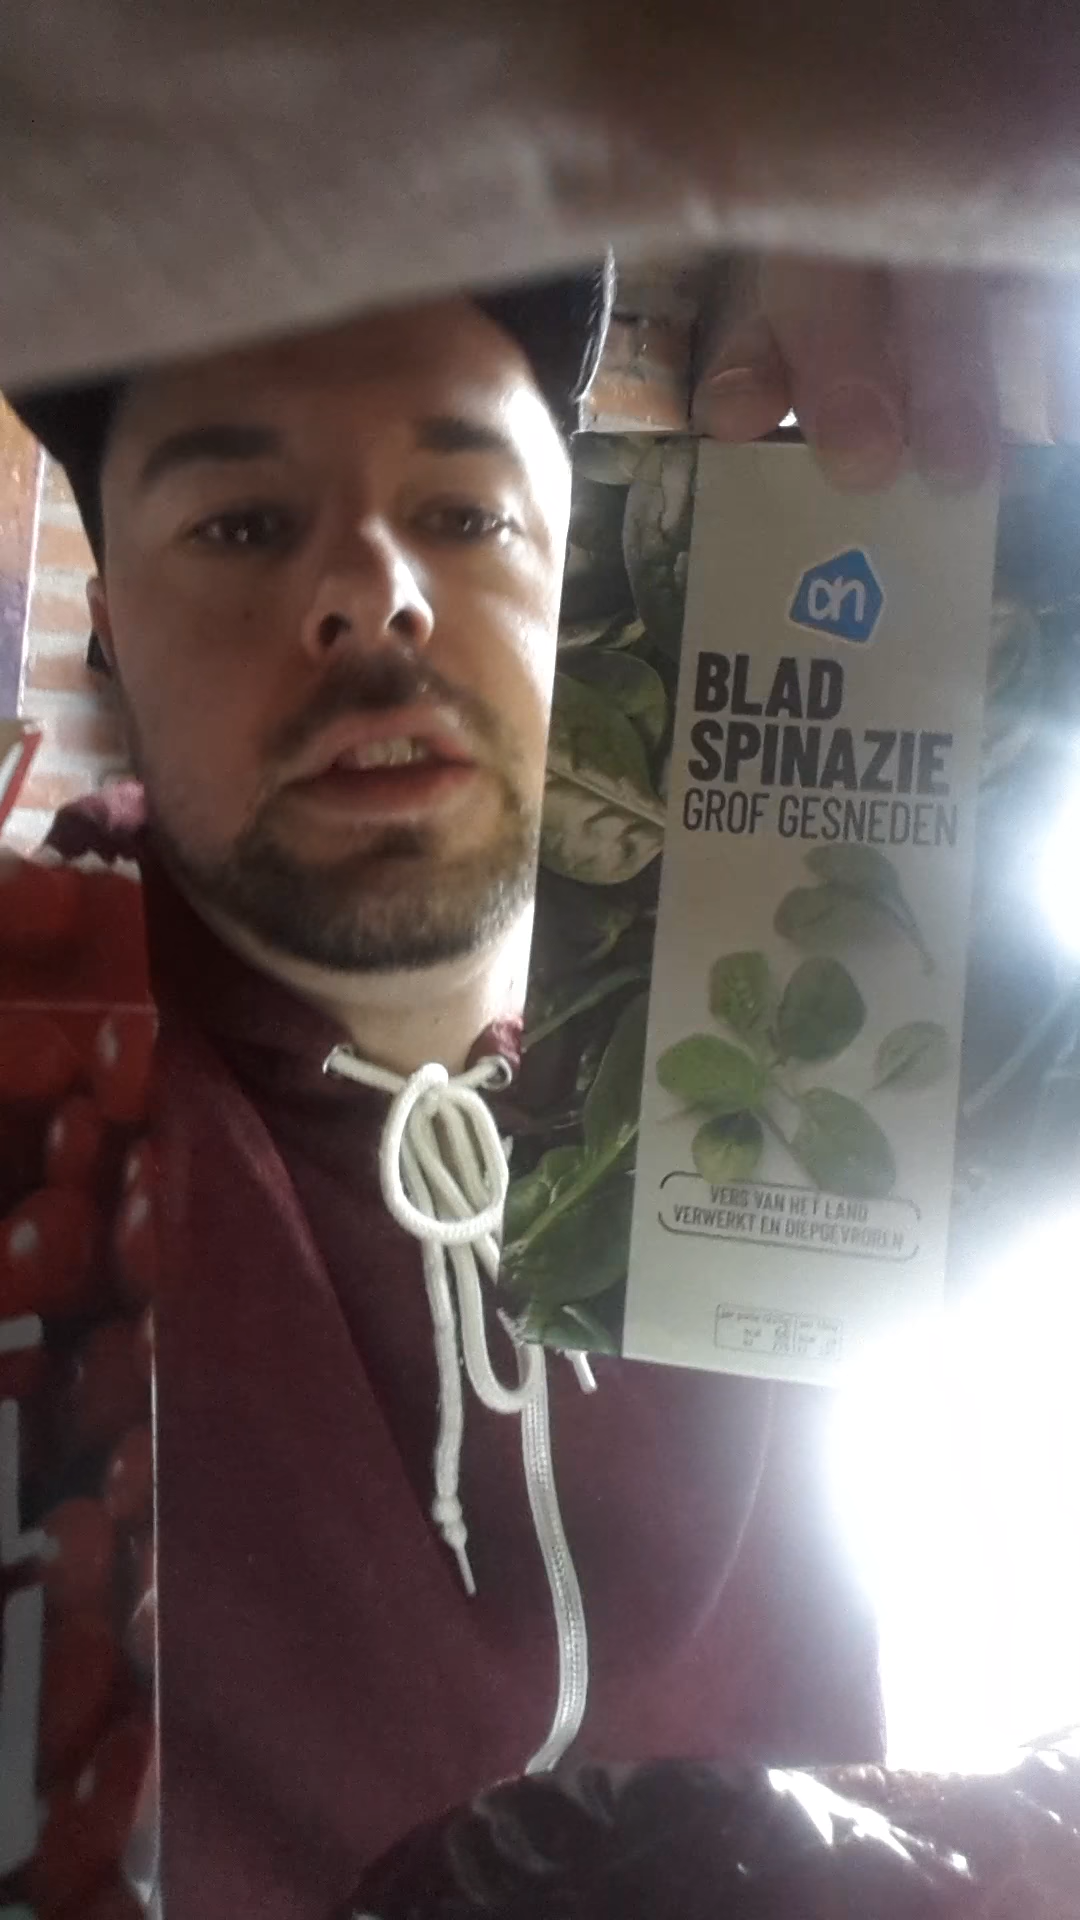 ah
BLAD
SPINAZIE
GROF GESNEDEN
VERS VAN HET LAND
VERWERKT EN DIEPGEVROREN